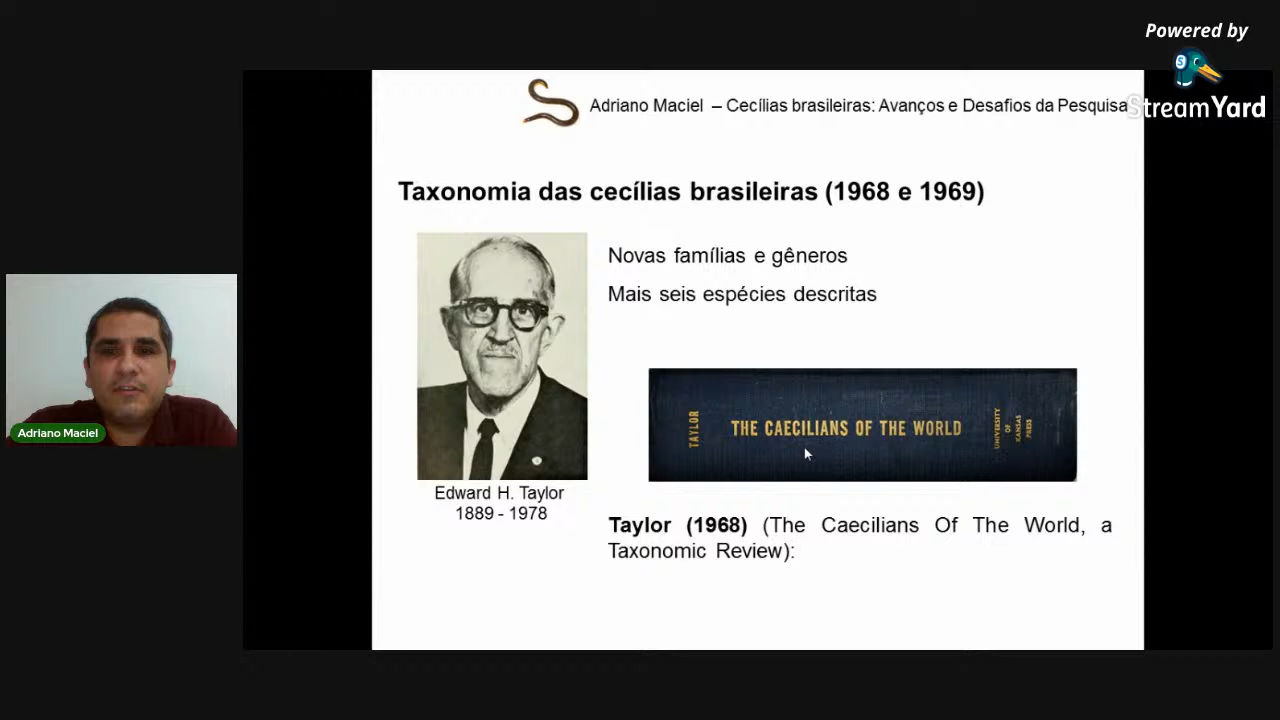 Powered by
StreamYard
Adriano Maciel – Cecílias brasileiras: Avanços e Desafios da Pesquisa
Taxonomia das cecílias brasileiras (1968 e 1969)
Novas famílias e gêneros
Mais seis espécies descritas
TAYLOR
THE CAECILIANS OF THE WORLD
UNIVERSITY
OF
KANSAS
PRESS
Adriano Maciel
Edward H. Taylor
1889 - 1978
Taylor (1968) (The Caecilians Of The World, a
Taxonomic Review):